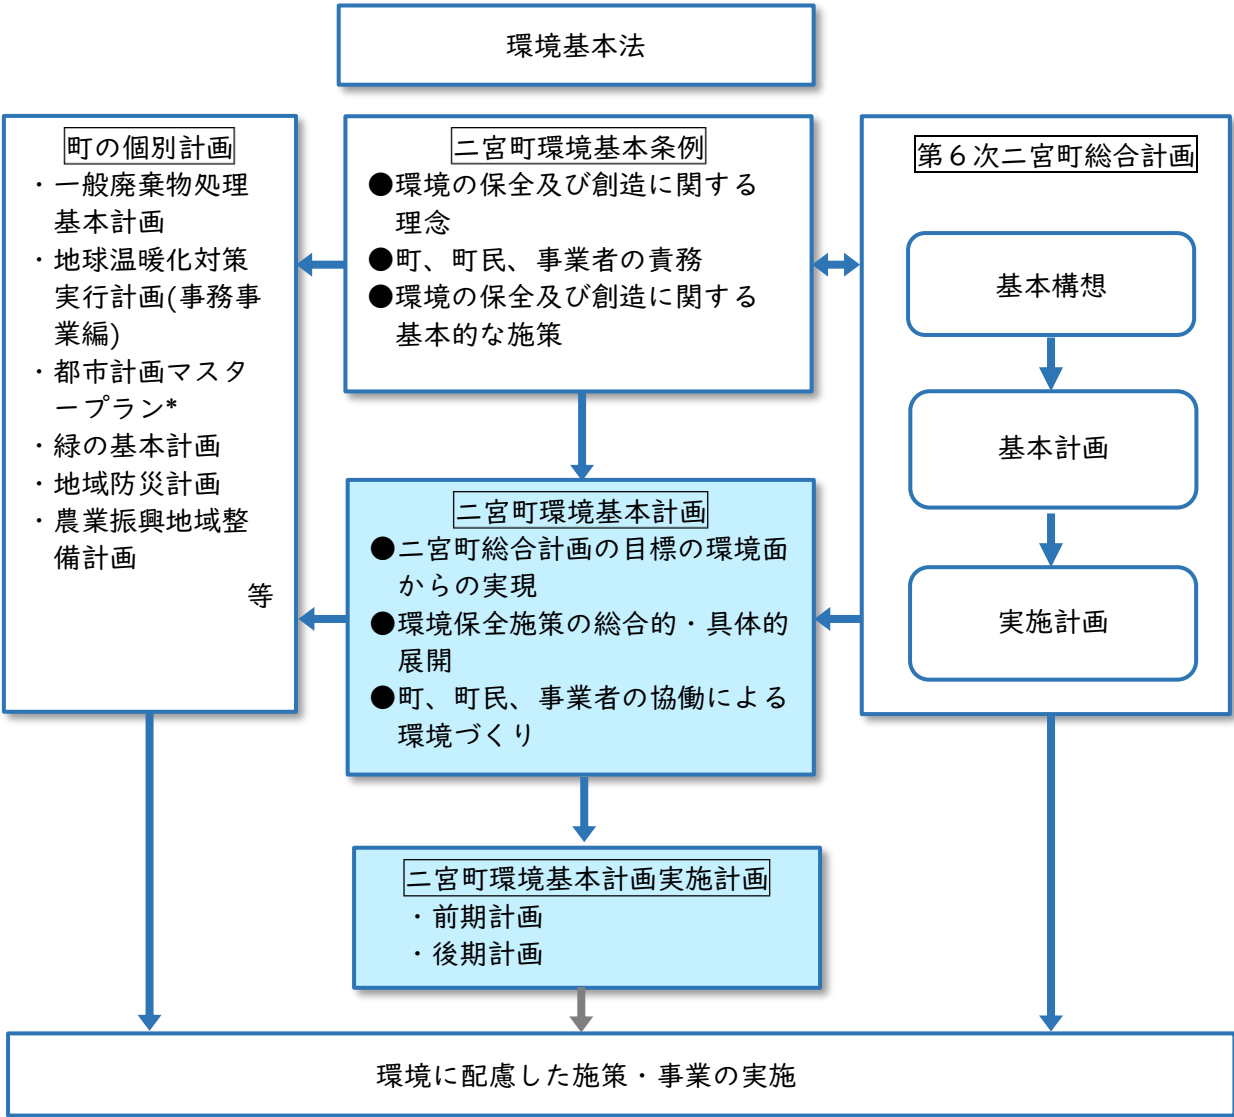 環境基本法
町の個別計画
・一般廃棄物処理
基本計画
・地球温暖化対策
実行計画(事務事
業編)
・都市計画マスタ
ープラン*
・緑の基本計画
・地域防災計画
・農業振興地域整
備計画
等
二宮町環境基本条例
●環境の保全及び創造に関する
理念
●町、町民、事業者の責務
●環境の保全及び創造に関する
基本的な施策
第6次二宮町総合計画
基本構想
基本計画
実施計画
二宮町環境基本計画
●二宮町総合計画の目標の環境面
からの実現
●環境保全施策の総合的・具体的
展開
●町、町民、事業者の協働による
環境づくり
二宮町環境基本計画実施計画
・前期計画
・後期計画
環境に配慮した施策・事業の実施